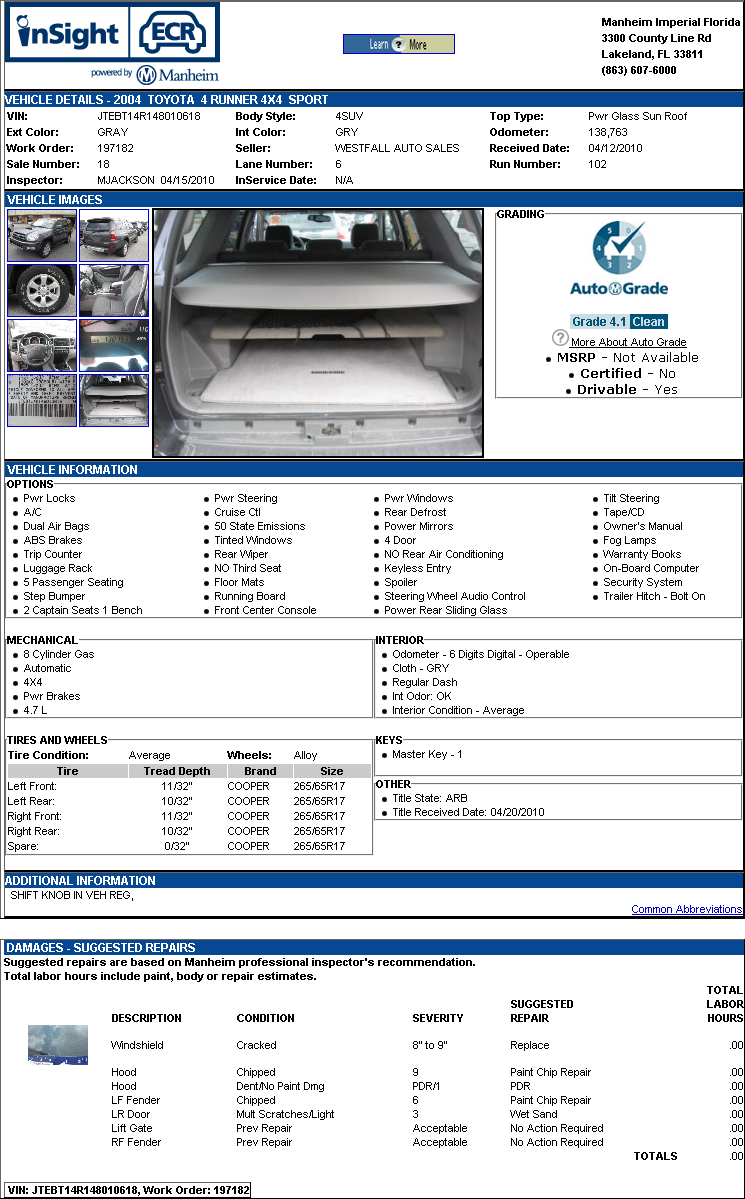 inSight ECR
powered by Manheim
Learn ? More
Manheim Imperial Florida
3300 County Line Rd
Lakeland, FL 33811
(863) 607-6000
VEHICLE DETAILS - 2004 TOYOTA 4 RUNNER 4X4 SPORT
VIN: JTEBT14R148010618 Body Style: 4SUV Top Type: Pwr Glass Sun Roof
Ext Color: GRAY Int Color: GRY Odometer: 138,763
Work Order: 197182 Seller: WESTFALL AUTO SALES Received Date: 04/12/2010
Sale Number: 18 Lane Number: 6 Run Number: 102
Inspector: MJACKSON 04/15/2010 InService Date: N/A
VEHICLE IMAGES
GRADING
5 0 4 1 3 2
AutoGrade
Grade 4.1 Clean
? More About Auto Grade
• MSRP - Not Available
• Certified - No
• Drivable - Yes
VEHICLE INFORMATION
OPTIONS
• Pwr Locks • Pwr Steering • Pwr Windows • Tilt Steering
• A/C • Cruise Ctl • Rear Defrost • Tape/CD
• Dual Air Bags • 50 State Emissions • Power Mirrors • Owner's Manual
• ABS Brakes • Tinted Windows • 4 Door • Fog Lamps
• Trip Counter • Rear Wiper • NO Rear Air Conditioning • Warranty Books
• Luggage Rack • NO Third Seat • Keyless Entry • On-Board Computer
• 5 Passenger Seating • Floor Mats • Spoiler • Security System
• Step Bumper • Running Board • Steering Wheel Audio Control • Trailer Hitch - Bolt On
• 2 Captain Seats 1 Bench • Front Center Console • Power Rear Sliding Glass
MECHANICAL
• 8 Cylinder Gas
• Automatic
• 4X4
• Pwr Brakes
• 4.7 L
INTERIOR
• Odometer - 6 Digits Digital - Operable
• Cloth - GRY
• Regular Dash
• Int Odor: OK
• Interior Condition - Average
TIRES AND WHEELS
Tire Condition: Average Wheels: Alloy
Tire Tread Depth Brand Size
Left Front: 11/32" COOPER 265/65R17
Left Rear: 10/32" COOPER 265/65R17
Right Front: 11/32" COOPER 265/65R17
Right Rear: 10/32" COOPER 265/65R17
Spare: 0/32" COOPER 265/65R17
KEYS
• Master Key - 1
OTHER
• Title State: ARB
• Title Received Date: 04/20/2010
ADDITIONAL INFORMATION
SHIFT KNOB IN VEH REG,
Common Abbreviations
DAMAGES - SUGGESTED REPAIRS
Suggested repairs are based on Manheim professional inspector's recommendation.
Total labor hours include paint, body or repair estimates.
DESCRIPTION CONDITION SEVERITY SUGGESTED REPAIR TOTAL LABOR HOURS
Windshield Cracked 8" to 9" Replace .00
Hood Chipped 9 Paint Chip Repair .00
Hood Dent/No Paint Dmg PDR/1 PDR .00
LF Fender Chipped 6 Paint Chip Repair .00
LR Door Mult Scratches/Light 3 Wet Sand .00
Lift Gate Prev Repair Acceptable No Action Required .00
RF Fender Prev Repair Acceptable No Action Required .00
TOTALS .00
VIN: JTEBT14R148010618, Work Order: 197182